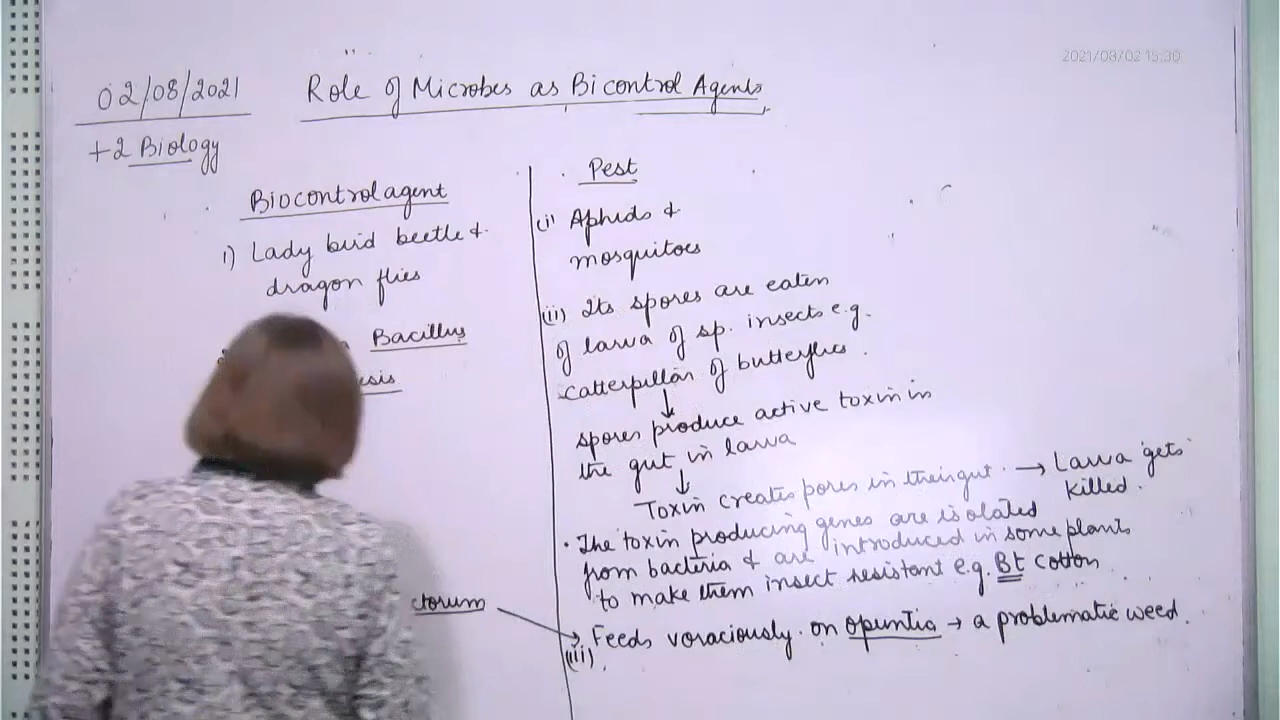 2021/08/02 15:30
02/08/2021
Role of Microbes as Bicontrol Agents
+2 Biology
Biocontrol agent
1) Lady bird beetle &
dragon flies
Bacillus
esis
ctorum
Pest
(i) Aphids &
mosquitoes
(ii) Its spores are eaten
of larva of sp. insects e.g.
catterpillar of butterflies.
↓
spores produce active toxin in
the gut in larva
↓
Toxin creates pores in their gut. → Larva gets
killed.
• The toxin producing genes are isolated
from bacteria & are introduced in some plants
to make them insect resistant e.g. Bt cotton
→ Feeds voraciously on opuntia → a problematic weed.
(iii)